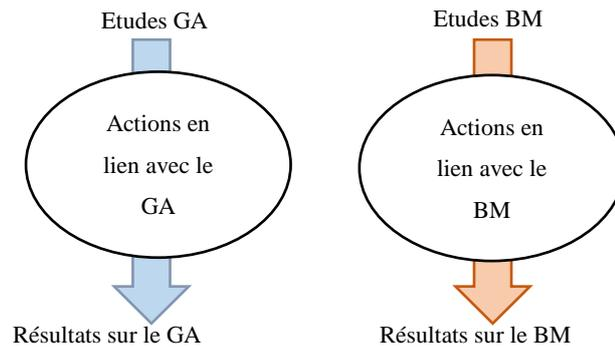 Etudes GA
Actions en
lien avec le
GA
Résultats sur le GA
Etudes BM
Actions en
lien avec le
BM
Résultats sur le BM